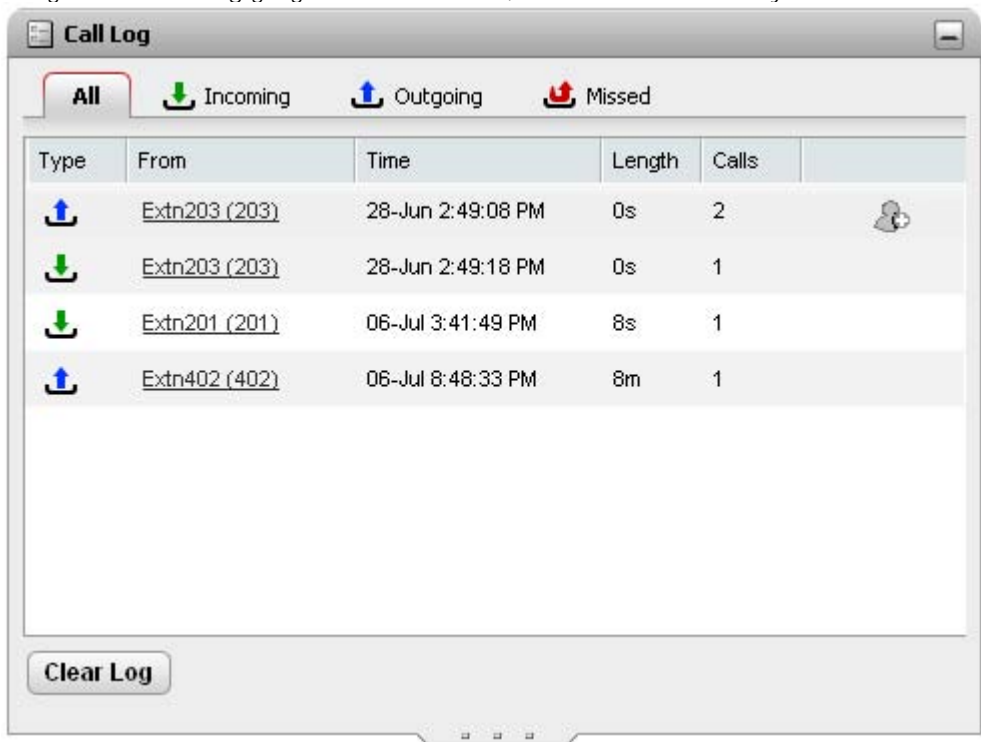 Call Log
All Incoming Outgoing Missed
Type From Time Length Calls
Extn203 (203) 28-Jun 2:49:08 PM 0s 2
Extn203 (203) 28-Jun 2:49:18 PM 0s 1
Extn201 (201) 06-Jul 3:41:49 PM 8s 1
Extn402 (402) 06-Jul 8:48:33 PM 8m 1
Clear Log